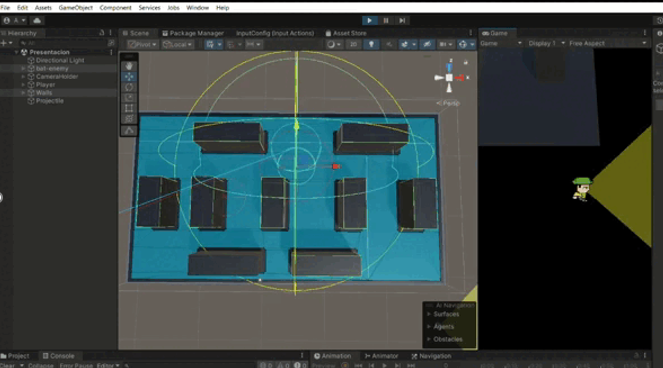 File Edit Assets GameObject Component Services Jobs Window Help
Hierarchy
Scene Package Manager InputConfig (Input Actions) Asset Store
Game
All
Pivot Local
2D
Game Display 1 Free Aspect
Presentacion
Directional Light
bat-enemy
CameraHolder
Player
Walls
Projectile
Persp
AI Navigation
Surfaces
Agents
Obstacles
Project Console
Animation Animator Navigation
Clear Collapse Error Pause Editor
Preview